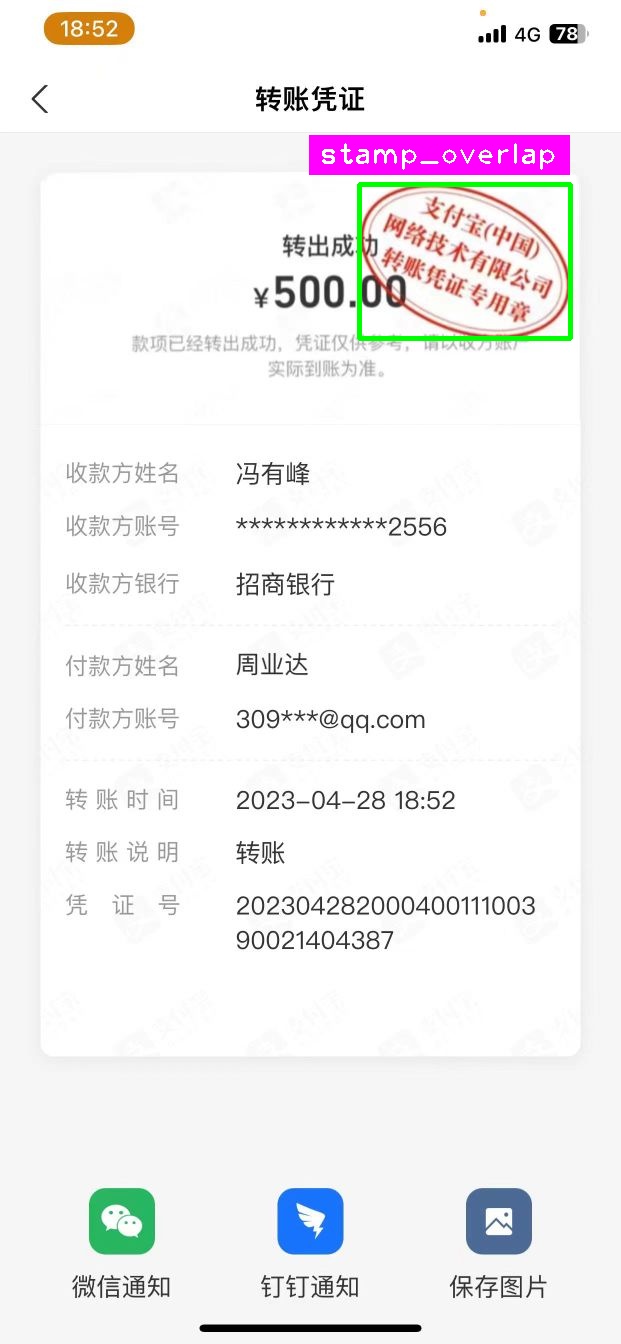 18:52
4G 78
转账凭证
stamp_overlap
支付宝(中国)
网络技术有限公司
转账凭证专用章
转出成功
¥500.00
款项已经转出成功，凭证仅供参考，请以收方账户
实际到账为准。
收款方姓名 冯有峰
收款方账号 ************2556
收款方银行 招商银行
付款方姓名 周业达
付款方账号 309***@qq.com
转账时间 2023-04-28 18:52
转账说明 转账
凭证号 202304282000400111003
90021404387
支付宝
微信通知 钉钉通知 保存图片